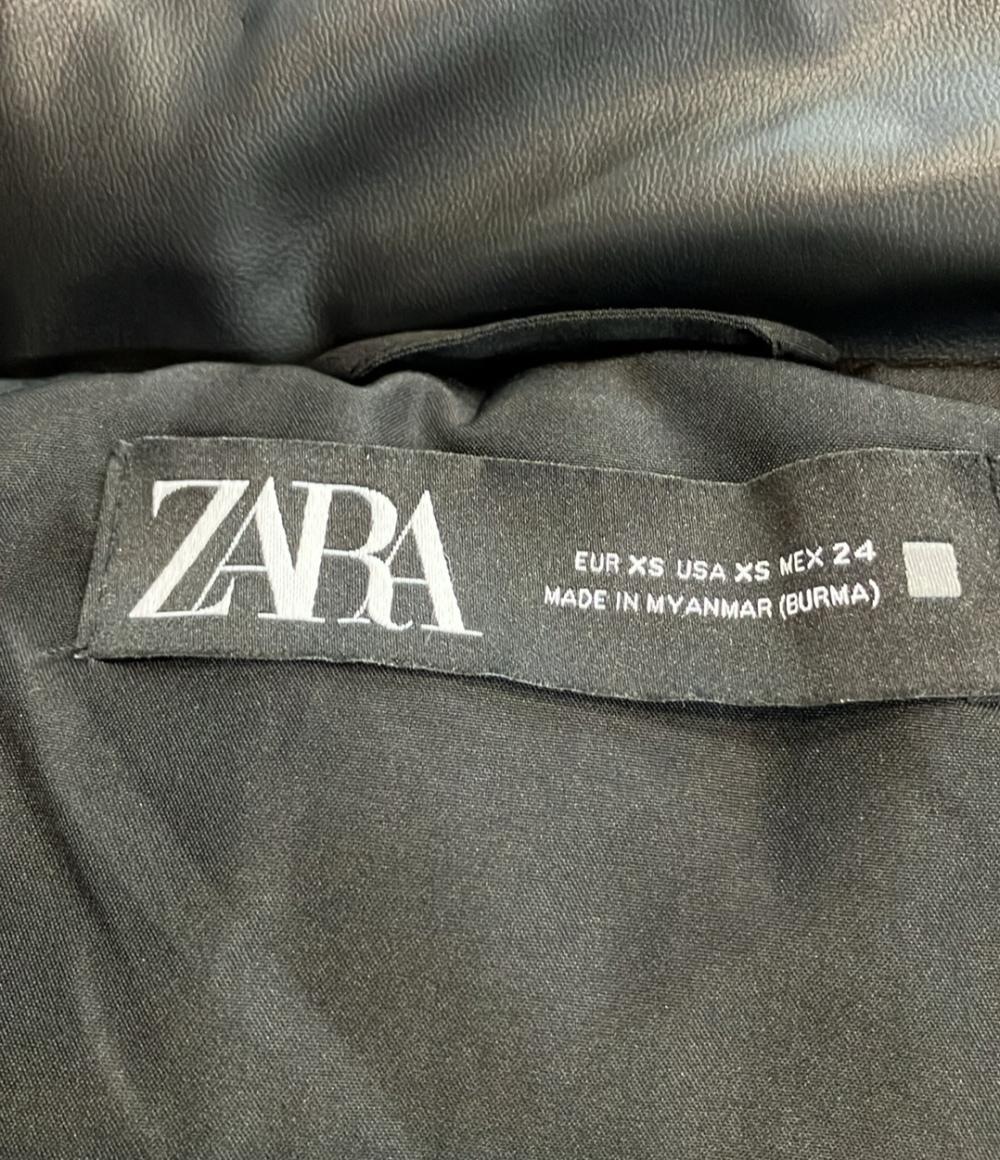 ZARA
EUR XS USA XS MEX 24
MADE IN MYANMAR (BURMA)